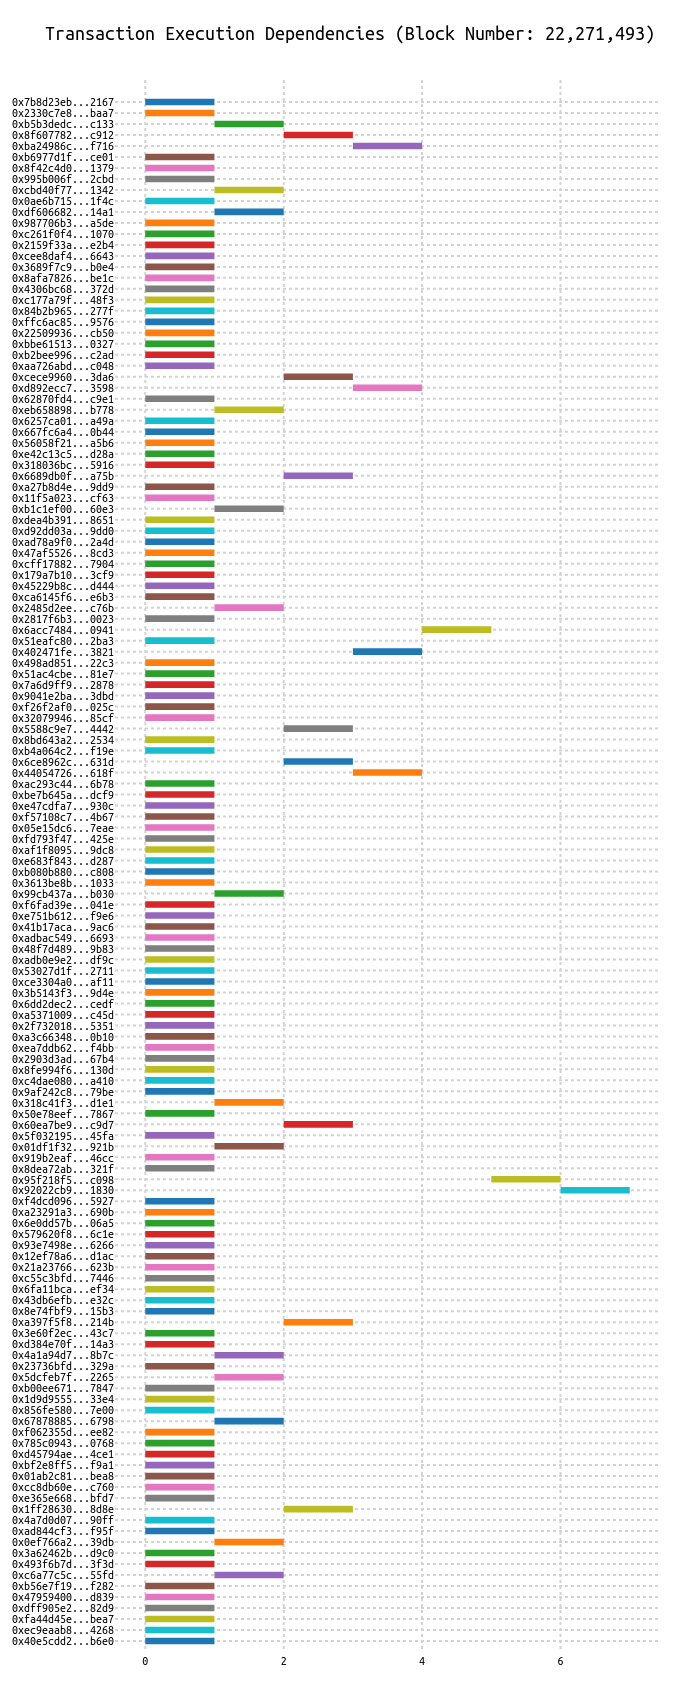 Transaction Execution Dependencies (Block Number: 22,271,493)
0x7b8d23eb...2167
0x2330c7e8...baa7
0xb5b3dedc...c133
0x8f607782...c912
0xba24986c...f716
0xb6977d1f...ce01
0x8f42c4d0...1379
0x995b006f...2cbd
0xcbd40f77...1342
0x0ae6b715...1f4c
0xdf606682...14a1
0x987706b3...a5de
0xc261f0f4...1070
0x2159f33a...e2b4
0xcee8daf4...6643
0x3689f7c9...b0e4
0x8afa7826...be1c
0x4306bc68...372d
0xc177a79f...48f3
0x84b2b965...277f
0xffc6ac85...9576
0x22509936...cb50
0xbbe61513...0327
0xb2bee996...c2ad
0xaa726abd...c048
0xcece9960...3da6
0xd892ecc7...3598
0x62870fd4...c9e1
0xeb658898...b778
0x6257ca01...a49a
0x667fc6a4...0b44
0x56058f21...a5b6
0xe42c13c5...d28a
0x318036bc...5916
0x6689db0f...a75b
0xa27b8d4e...9dd9
0x11f5a023...cf63
0xb1c1ef00...60e3
0xdea4b391...8651
0xd92dd03a...9dd0
0xad78a9f0...2a4d
0x47af5526...8cd3
0xcff17882...7904
0x179a7b10...3cf9
0x45229b8c...d444
0xca6145f6...e6b3
0x2485d2ee...c76b
0x2817f6b3...0023
0x6acc7484...0941
0x51eafc80...2ba3
0x402471fe...3821
0x498ad851...22c3
0x51ac4cbe...81e7
0x7a6d9ff9...2878
0x9041e2ba...3dbd
0xf26f2af0...025c
0x32079946...85cf
0x5588c9e7...4442
0x8bd643a2...2534
0xb4a064c2...f19e
0x6ce8962c...631d
0x44054726...618f
0xac293c44...6b78
0xbe7b645a...dcf9
0xe47cdfa7...930c
0xf57108c7...4b67
0x05e15dc6...7eae
0xfd793f47...425e
0xaf1f8095...9dc8
0xe683f843...d287
0xb080b880...c808
0x3613be8b...1033
0x99cb437a...b030
0xf6fad39e...041e
0xe751b612...f9e6
0x41b17aca...9ac6
0xadbac549...6693
0x48f7d489...9b83
0xadb0e9e2...df9c
0x53027d1f...2711
0xce3304a0...af11
0x3b5143f3...9d4e
0x6dd2dec2...cedf
0xa5371009...c45d
0x2f732018...5351
0xa3c66348...0b10
0xea7ddb62...f4bb
0x2903d3ad...67b4
0x8fe994f6...130d
0xc4dae080...a410
0x9af242c8...79be
0x318c41f3...d1e1
0x50e78eef...7867
0x60ea7be9...c9d7
0x5f032195...45fa
0x01df1f32...921b
0x919b2eaf...46cc
0x8dea72ab...321f
0x95f218f5...c098
0x92022cb9...1830
0xf4dcd096...5927
0xa23291a3...690b
0x6e0dd57b...06a5
0x579620f8...6c1e
0x93e7498e...6266
0x12ef78a6...d1ac
0x21a23766...623b
0xc55c3bfd...7446
0x6fa11bca...ef34
0x43db6efb...e32c
0x8e74fbf9...15b3
0xa397f5f8...214b
0x3e60f2ec...43c7
0xd384e70f...14a3
0x4a1a94d7...8b7c
0x23736bfd...329a
0x5dcfeb7f...2265
0xb00ee671...7847
0x1d9d9555...33e4
0x856fe580...7e00
0x67878885...6798
0xf062355d...ee82
0x785c0943...0768
0xd45794ae...4ce1
0xbf2e8ff5...f9a1
0x01ab2c81...bea8
0xcc8db60e...c760
0xe365e668...bfd7
0x1ff28630...8d8e
0x4a7d0d07...90ff
0xad844cf3...f95f
0x0ef766a2...39db
0x3a62462b...d9c0
0x493f6b7d...3f3d
0xc6a77c5c...55fd
0xb56e7f19...f282
0x47959400...d839
0xdff905e2...82d9
0xfa44d45e...bea7
0xec9eaab8...4268
0x40e5cdd2...b6e0
0 2 4 6